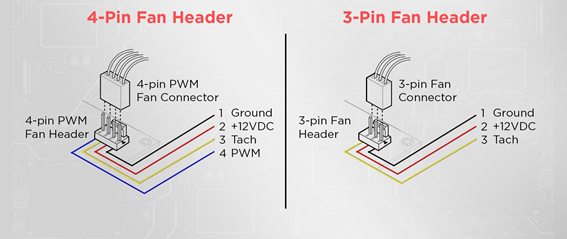 4-Pin Fan Header
4-pin PWM
Fan Connector
4-pin PWM
Fan Header
1 Ground
2 +12VDC
3 Tach
4 PWM
3-Pin Fan Header
3-pin Fan
Connector
3-pin Fan
Header
1 Ground
2 +12VDC
3 Tach